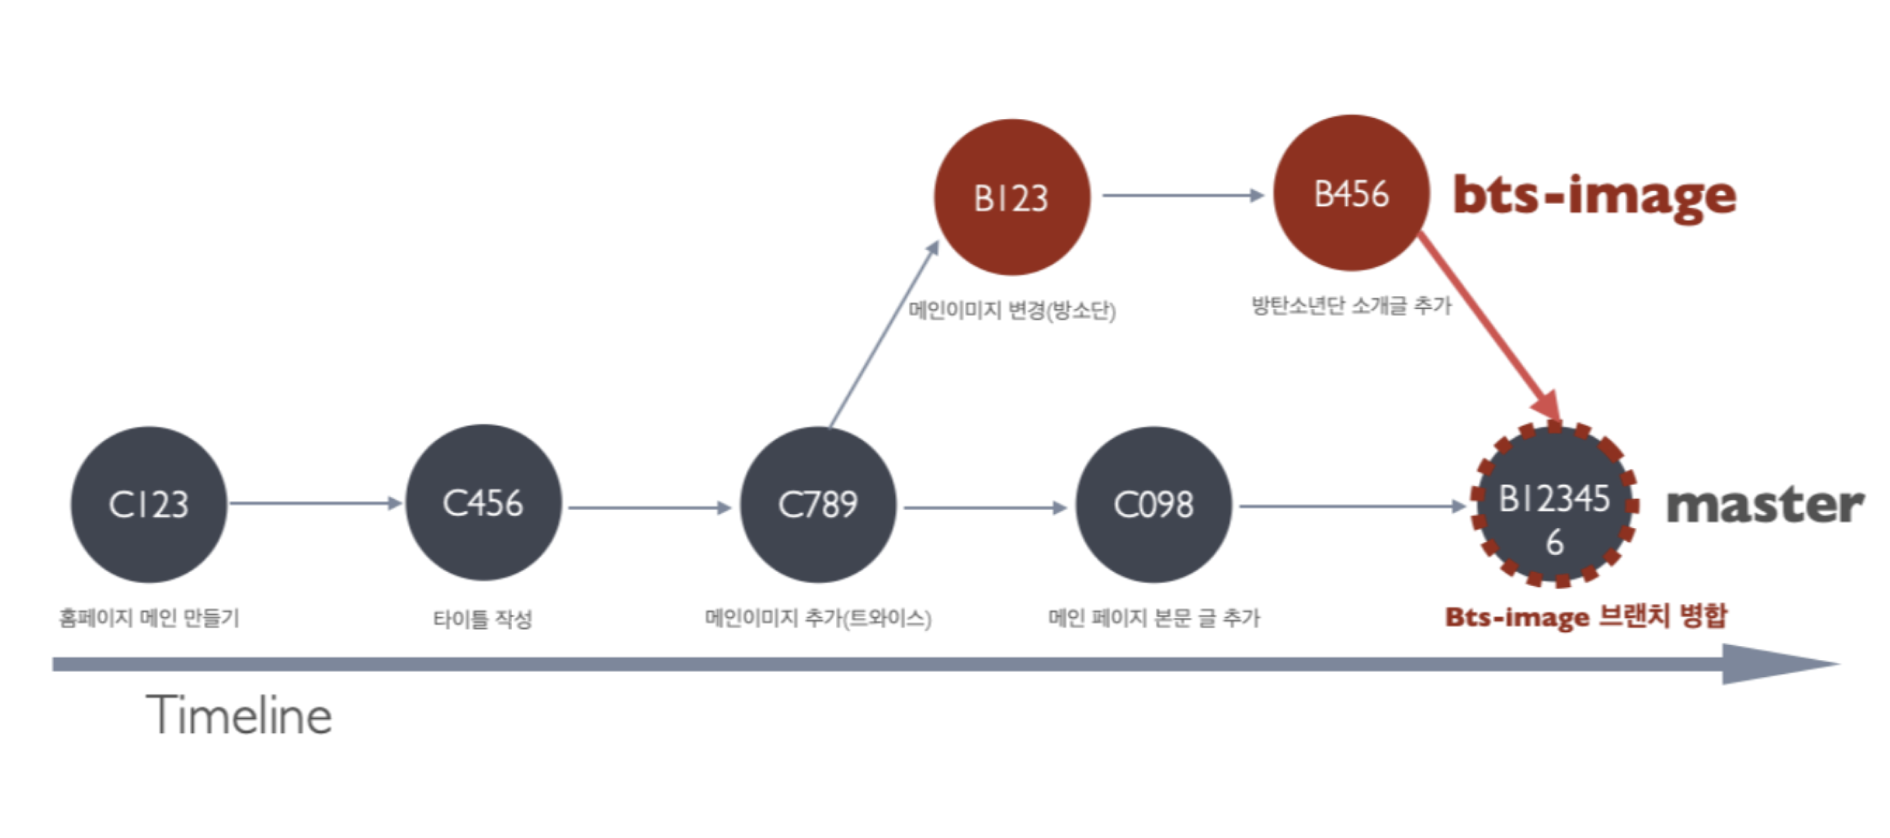 B123
B456
bts-image
메인이미지 변경(방소단)
방탄소년단 소개글 추가
C123
C456
C789
C098
B12345
6
master
홈페이지 메인 만들기
타이틀 작성
메인이미지 추가(트와이스)
메인 페이지 본문 글 추가
Bts-image 브랜치 병합
Timeline